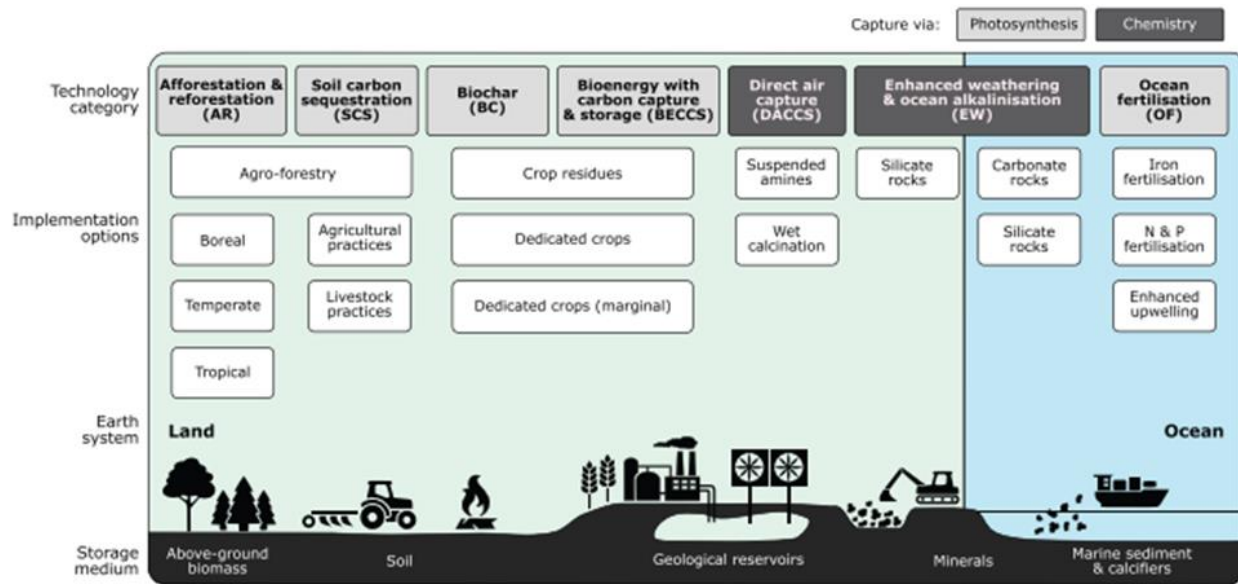 Capture via:
Photosynthesis
Chemistry
Technology
category
Afforestation &
reforestation
(AR)
Soil carbon
sequestration
(SCS)
Biochar
(BC)
Bioenergy with
carbon capture
& storage (BECCS)
Direct air
capture
(DACCS)
Enhanced weathering
& ocean alkalinisation
(EW)
Ocean
fertilisation
(OF)
Implementation
options
Agro-forestry
Crop residues
Suspended
amines
Silicate
rocks
Carbonate
rocks
Iron
fertilisation
Boreal
Agricultural
practices
Dedicated crops
Wet
calcination
Silicate
rocks
N & P
fertilisation
Temperate
Livestock
practices
Dedicated crops (marginal)
Enhanced
upwelling
Tropical
Earth
system
Land
Ocean
Storage
medium
Above-ground
biomass
Soil
Geological reservoirs
Minerals
Marine sediment
& calcifiers